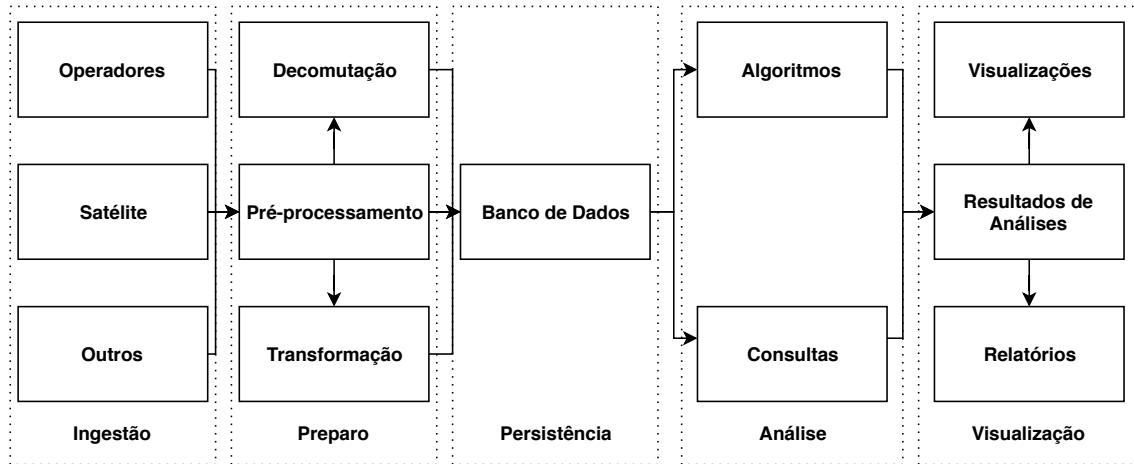 Operadores
Satélite
Outros
Ingestão
Decomutação
Pré-processamento
Transformação
Preparo
Banco de Dados
Persistência
Algoritmos
Consultas
Análise
Visualizações
Resultados de
Análises
Relatórios
Visualização